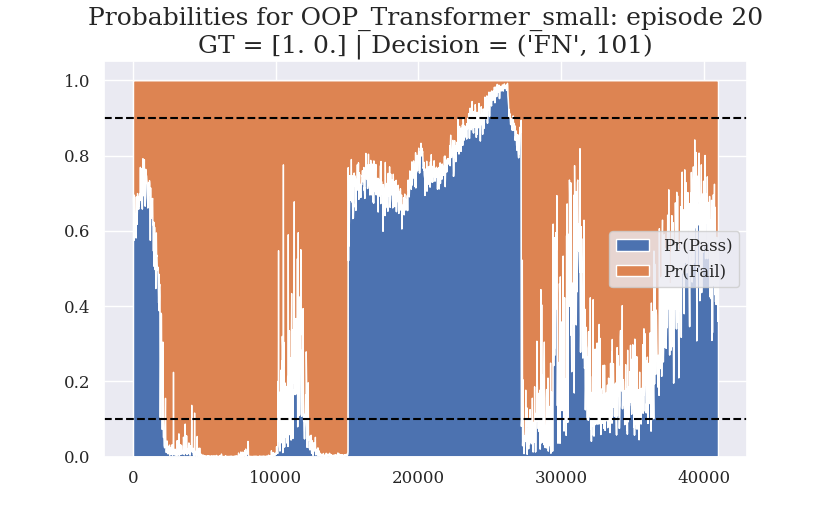 Probabilities for OOP_Transformer_small: episode 20
GT = [1. 0.] | Decision = ('FN', 101)
1.0
0.8
0.6
0.4
0.2
0.0
Pr(Pass)
Pr(Fail)
0
10000
20000
30000
40000